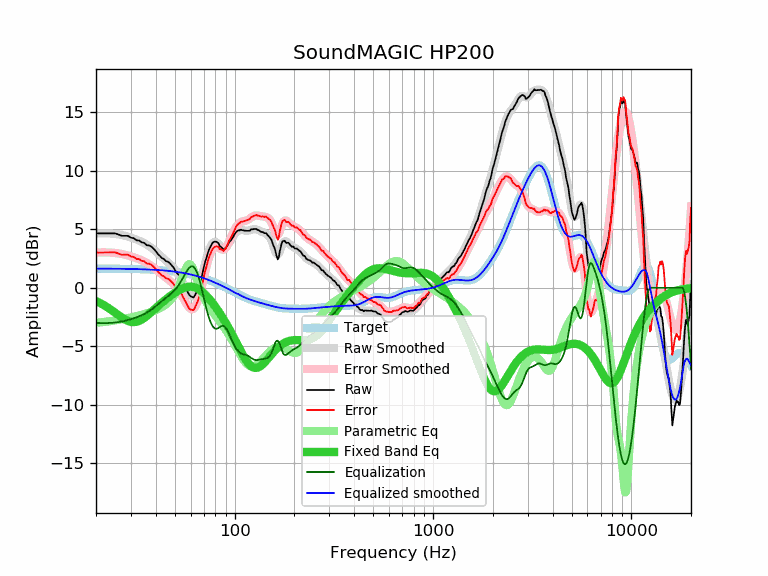 SoundMAGIC HP200
Amplitude (dBr)
15
10
5
0
−5
−10
−15
Target
Raw Smoothed
Error Smoothed
Raw
Error
Parametric Eq
Fixed Band Eq
Equalization
Equalized smoothed
100
1000
10000
Frequency (Hz)